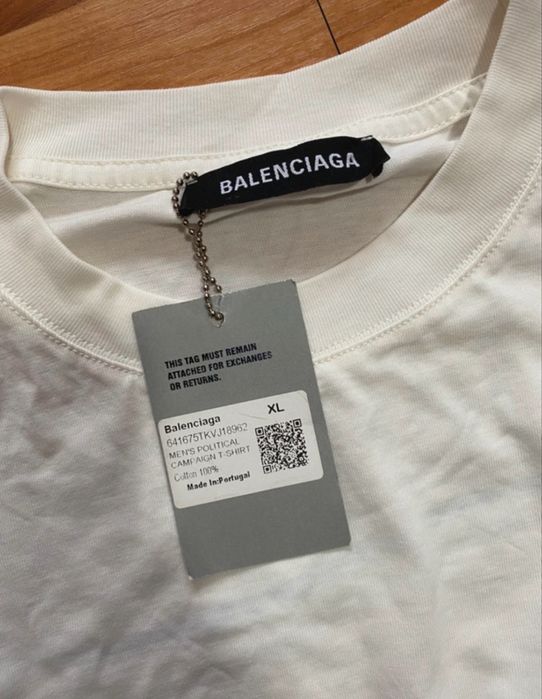 BALENCIAGA
THIS TAG MUST REMAIN
ATTACHED FOR EXCHANGES
OR RETURNS.
XL
Balenciaga
641675TKVJ18962
MEN'S POLITICAL
CAMPAIGN T-SHIRT
Cotton 100%
Made In:Portugal